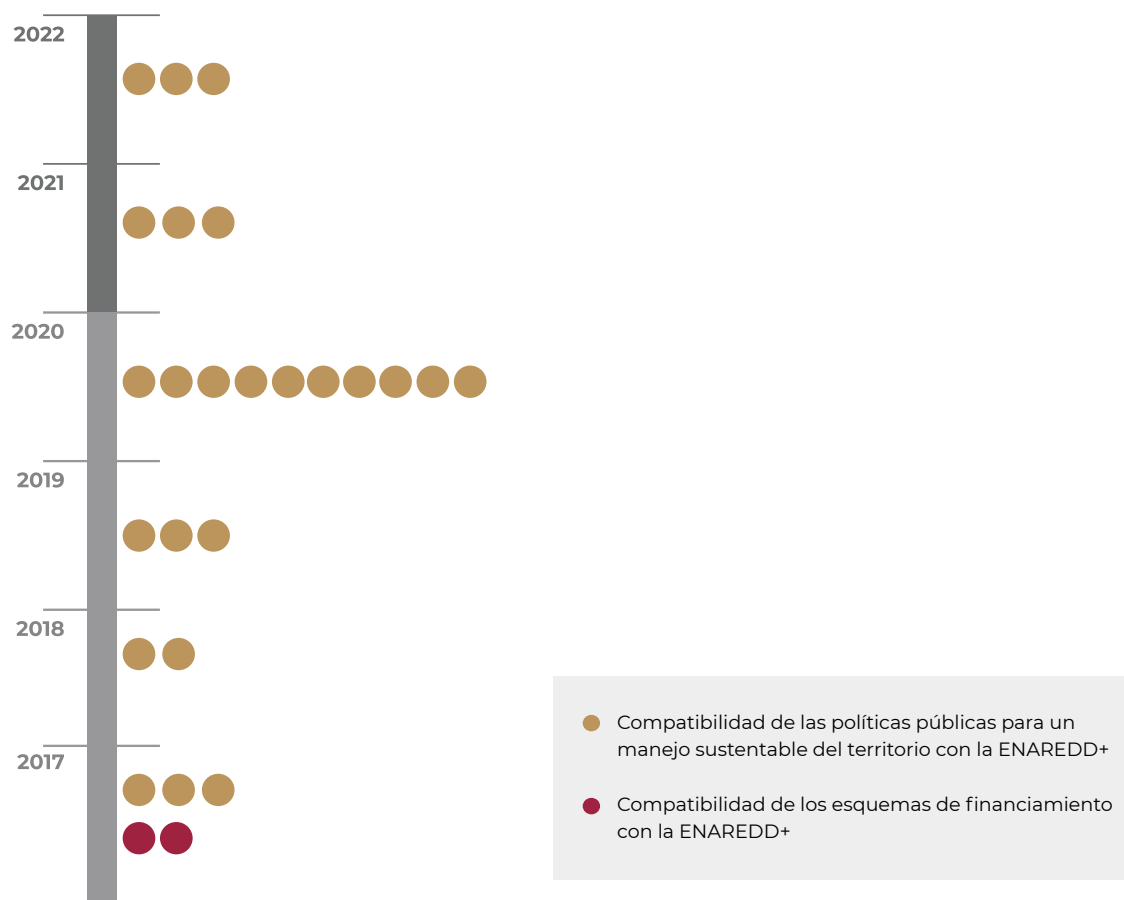 2022
2021
2020
2019
2018
2017
Compatibilidad de las políticas públicas para un
manejo sustentable del territorio con la ENAREDD+
Compatibilidad de los esquemas de financiamiento
con la ENAREDD+